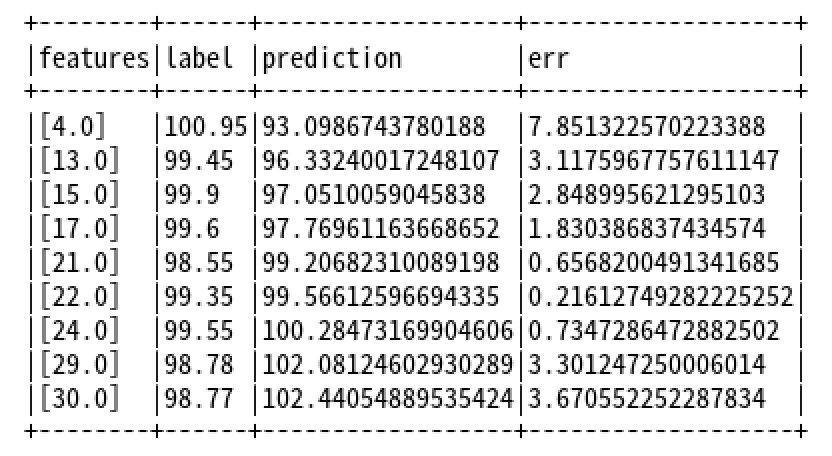 +--------+------+------------------+-------------------+
|features|label |prediction        |err                |
+--------+------+------------------+-------------------+
|[4.0]   |100.95|93.0986743780188  |7.851322570223388  |
|[13.0]  |99.45 |96.33240017248107 |3.1175967757611147 |
|[15.0]  |99.9  |97.0510059045838  |2.848995621295103  |
|[17.0]  |99.6  |97.76961163668652 |1.830386837434574  |
|[21.0]  |98.55 |99.20682310089198 |0.6568200491341685 |
|[22.0]  |99.35 |99.56612596694335 |0.21612749282225252|
|[24.0]  |99.55 |100.28473169904606|0.7347286472882502 |
|[29.0]  |98.78 |102.08124602930289|3.301247250006014  |
|[30.0]  |98.77 |102.44054889535424|3.670552252287834  |
+--------+------+------------------+-------------------+